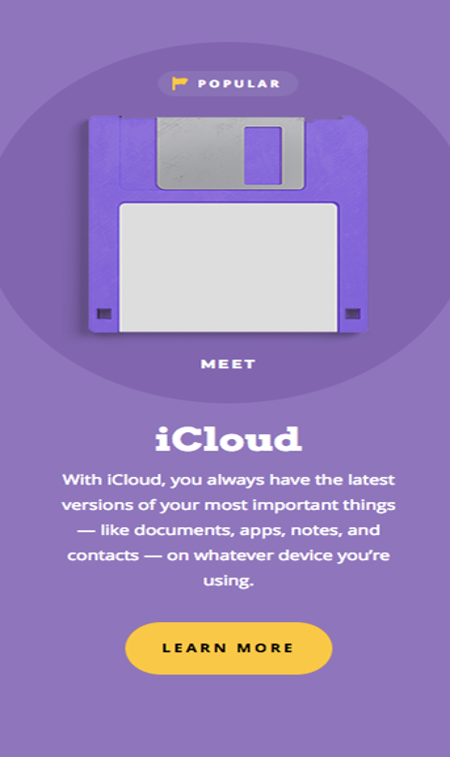 POPULAR
MEET
iCloud
With iCloud, you always have the latest
versions of your most important things
— like documents, apps, notes, and
contacts — on whatever device you’re
using.
LEARN MORE